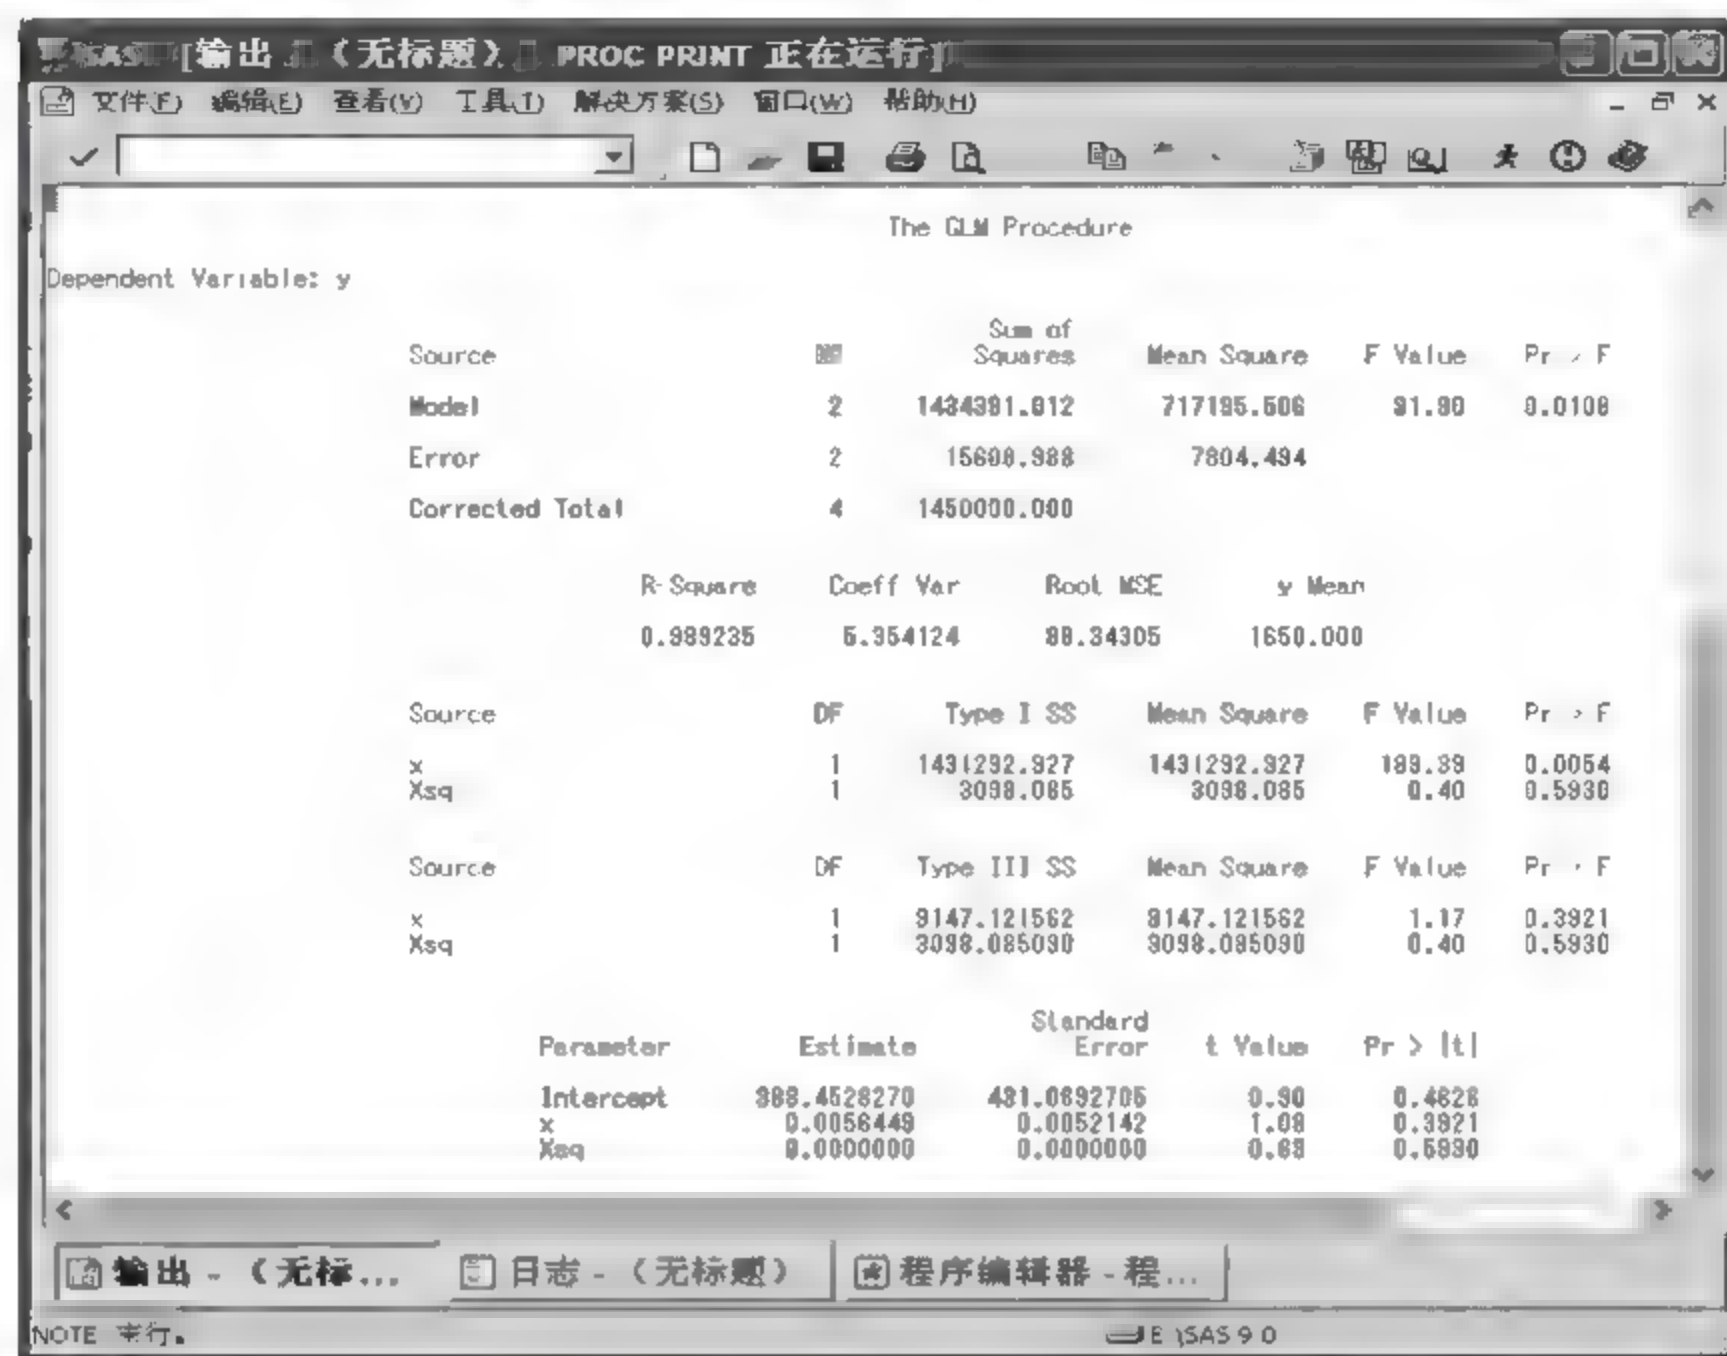 [输出 （无标题） PROC PRINT 正在运行]
文件(F) 编辑(E) 查看(V) 工具(T) 解决方案(S) 窗口(W) 帮助(H)
The GLM Procedure
Dependent Variable: y
Sum of
Source DF Squares Mean Square F Value Pr > F
Model 2 1434391.012 717195.506 91.90 0.0108
Error 2 15608.988 7804.494
Corrected Total 4 1450000.000
R-Square Coeff Var Root MSE y Mean
0.989235 5.354124 88.34305 1650.000
Source DF Type I SS Mean Square F Value Pr > F
x 1 1431292.927 1431292.927 183.39 0.0054
Xsq 1 3098.085 3098.085 0.40 0.5930
Source DF Type III SS Mean Square F Value Pr > F
x 1 9147.121562 9147.121562 1.17 0.3921
Xsq 1 3098.085090 3098.085090 0.40 0.5930
Standard
Parameter Estimate Error t Value Pr > |t|
Intercept 388.4528270 431.0692705 0.90 0.4628
x 0.0056449 0.0052142 1.08 0.3921
Xsq 0.0000000 0.0000000 0.63 0.5930
输出 - （无标... 日志 - （无标题） 程序编辑器 - 程...
NOTE 行。 E \SAS 9 0